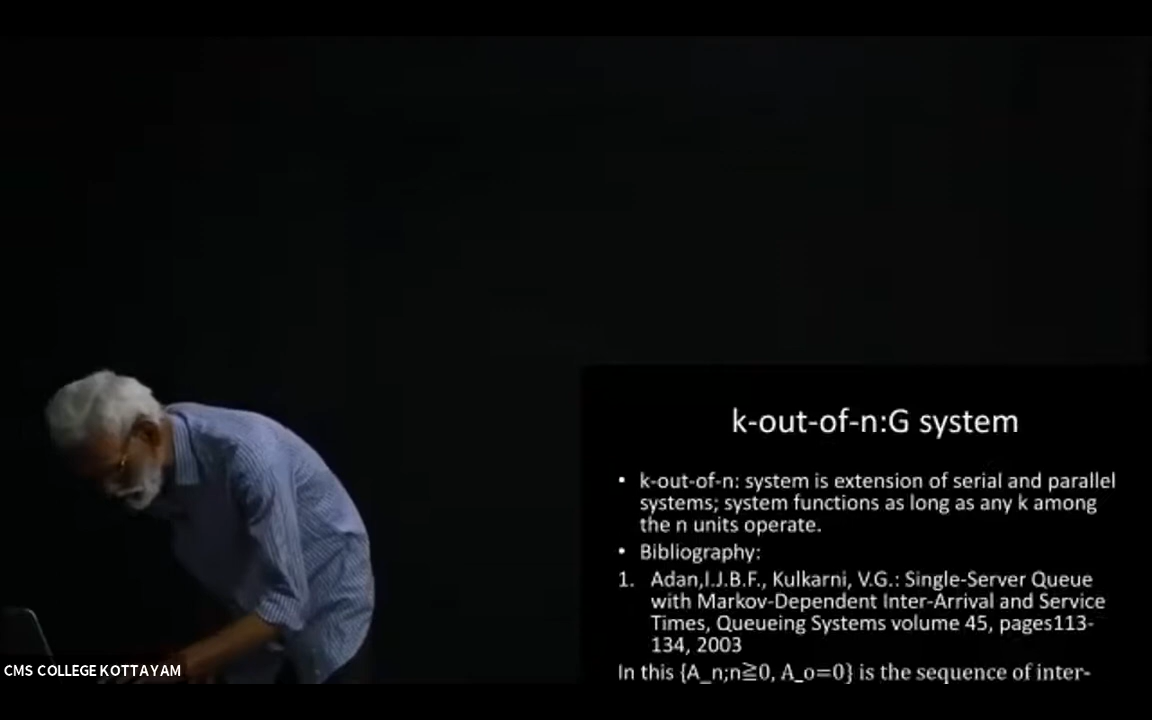 k-out-of-n:G system
• k-out-of-n: system is extension of serial and parallel
systems; system functions as long as any k among
the n units operate.
• Bibliography:
1. Adan,I.J.B.F., Kulkarni, V.G.: Single-Server Queue
with Markov-Dependent Inter-Arrival and Service
Times, Queueing Systems volume 45, pages113-
134, 2003
In this {A_n;n≧0, A_o=0} is the sequence of inter-
CMS COLLEGE KOTTAYAM